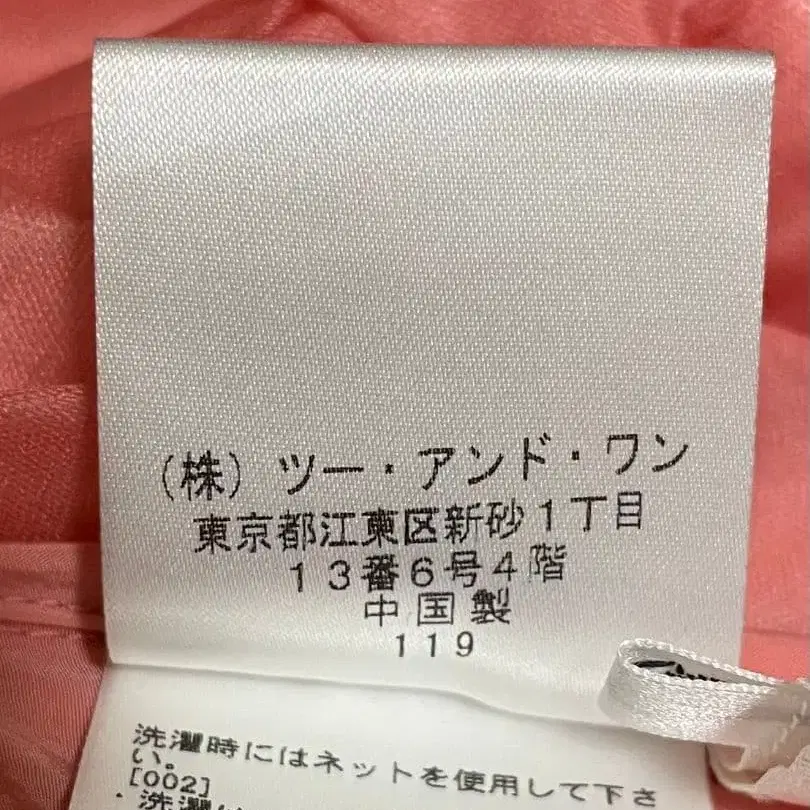 (株)ツー・アンド・ワン
東京都江東区新砂１丁目
１３番６号４階
中国製
119
洗濯時にはネットを使用して下さ
い。
[002]